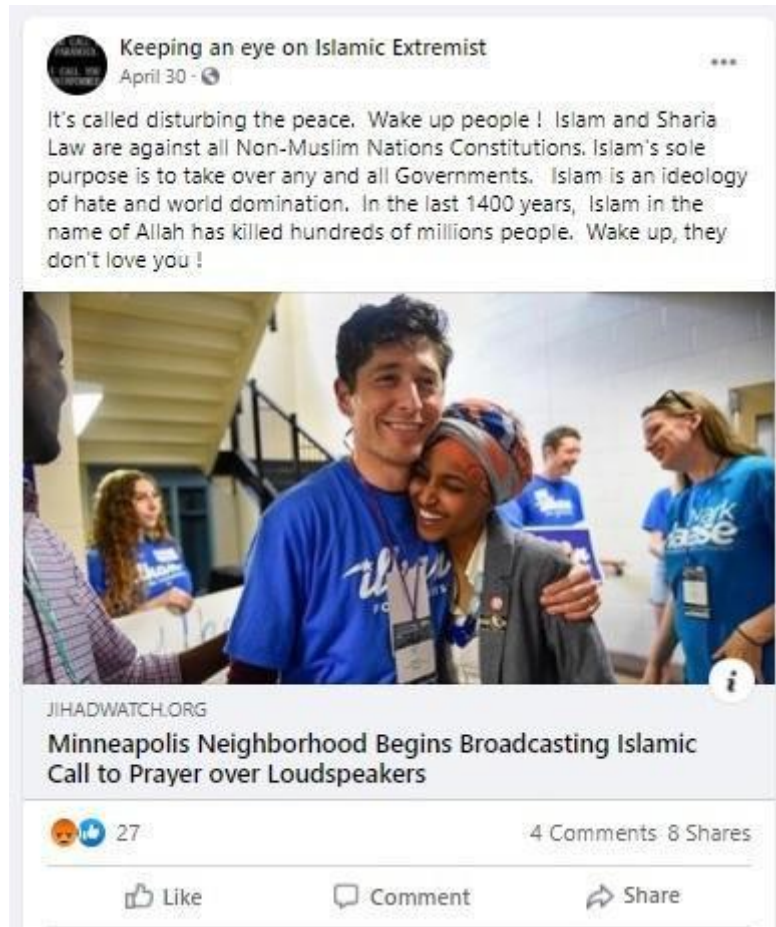 Keeping an eye on Islamic Extremist
April 30
It's called disturbing the peace. Wake up people ! Islam and Sharia
Law are against all Non-Muslim Nations Constitutions. Islam's sole
purpose is to take over any and all Governments. Islam is an ideology
of hate and world domination. In the last 1400 years, Islam in the
name of Allah has killed hundreds of millions people. Wake up, they
don't love you !
JIHADWATCH.ORG
Minneapolis Neighborhood Begins Broadcasting Islamic
Call to Prayer over Loudspeakers
27
4 Comments 8 Shares
Like
Comment
Share